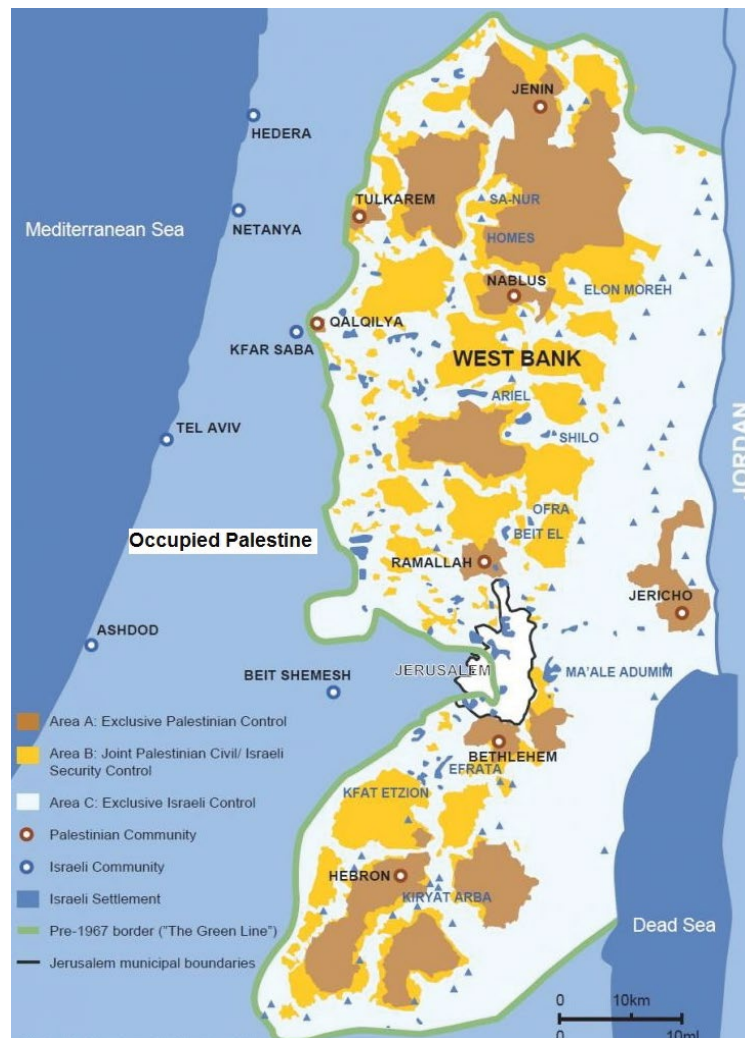 JENIN
HEDERA
TULKAREM
SA-NUR
NETANYA
Mediterranean Sea
HOMES
NABLUS
ELON MOREH
QALQILYA
KFAR SABA
WEST BANK
ARIEL
JORDAN
TEL AVIV
SHILO
OFRA
Occupied Palestine
BEIT EL
RAMALLAH
JERICHO
ASHDOD
BEIT SHEMESH
JERUSALEM
MA'ALE ADUMIM
BETHLEHEM
EFRATA
KFAT ETZION
HEBRON
KIRYAT ARBA
Dead Sea
Area A: Exclusive Palestinian Control
Area B: Joint Palestinian Civil/ Israeli
Security Control
Area C: Exclusive Israeli Control
Palestinian Community
Israeli Community
Israeli Settlement
Pre-1967 border ("The Green Line")
Jerusalem municipal boundaries
0 10km
0 10ml